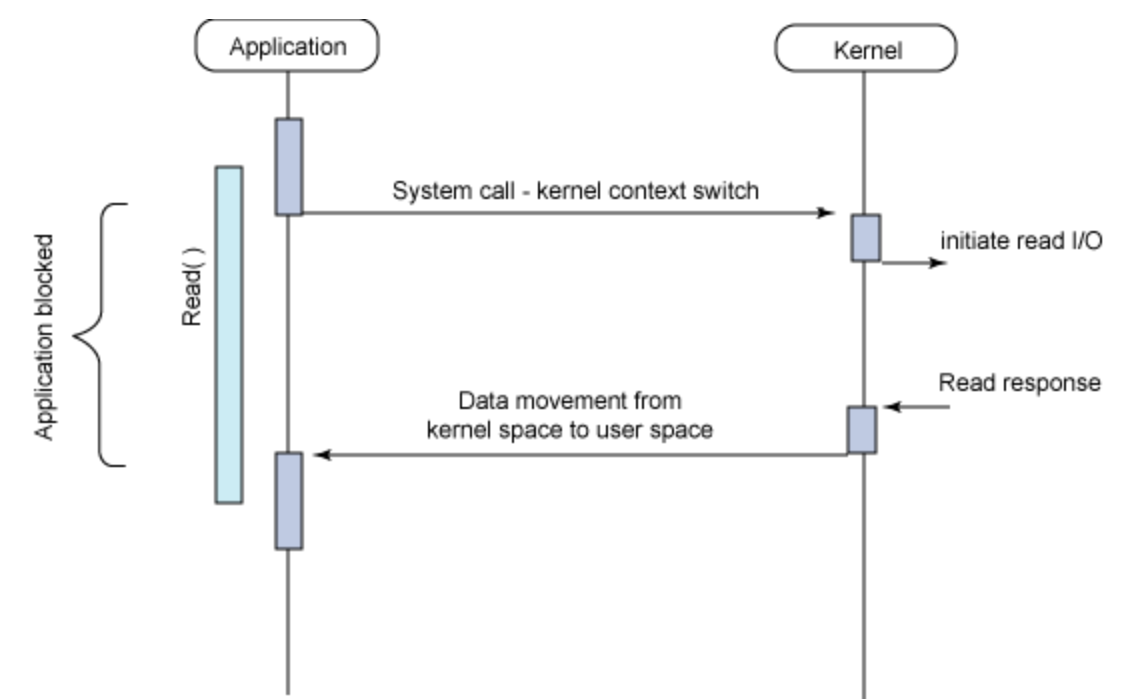 Application
Kernel
System call - kernel context switch
initiate read I/O
Read( )
Application blocked
Read response
Data movement from
kernel space to user space